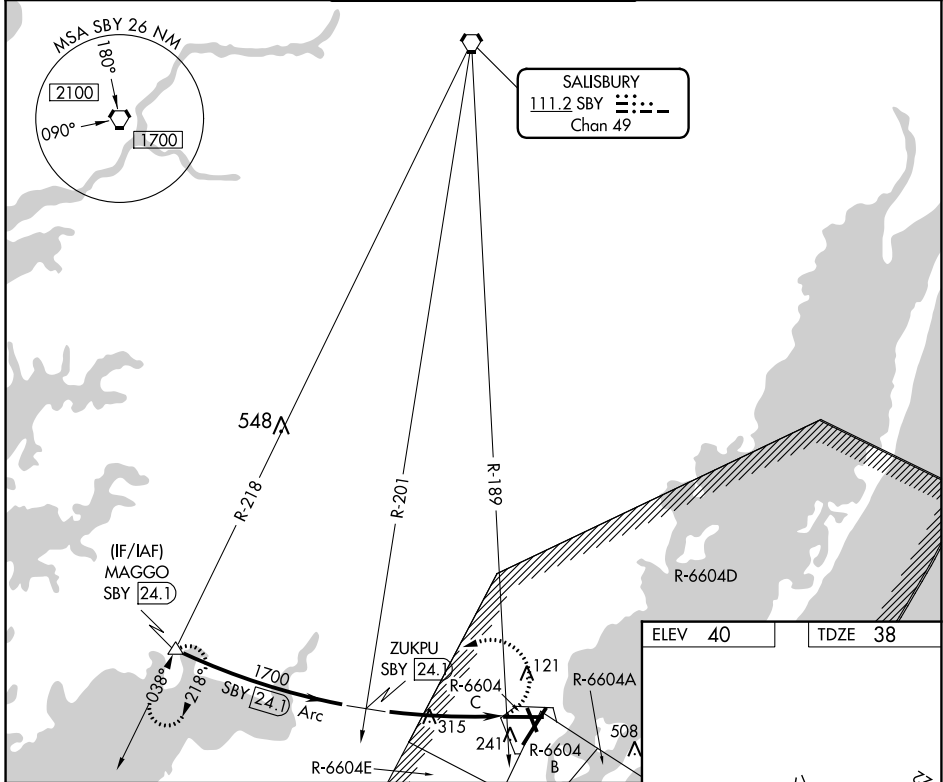 MSA SBY 26 NM
180°
2100
090°
1700
SALISBURY
111.2 SBY
Chan 49
548
R-218
R-201
R-189
(IF/IAF)
MAGGO
SBY 24.1
R-6604D
ELEV 40
TDZE 38
ZUKPU
SBY 24.1
1700
SBY 24.1 Arc
038°
218°
R-6604
C
121
R-6604A
315
241
508
R-6604
B
R-6604E